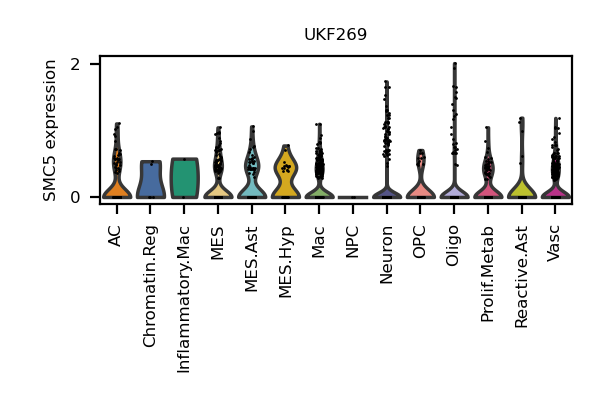 UKF269
SMC5 expression
2
0
AC
Chromatin.Reg
Inflammatory.Mac
MES
MES.Ast
MES.Hyp
Mac
NPC
Neuron
OPC
Oligo
Prolif.Metab
Reactive.Ast
Vasc